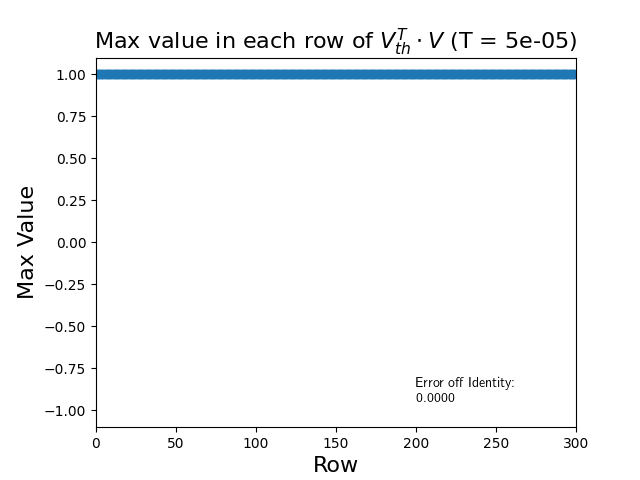 Max value in each row of $V_{th}^T \cdot V$ (T = 5e-05)
Max Value
1.00
0.75
0.50
0.25
0.00
−0.25
−0.50
−0.75
−1.00
Error off Identity:
0.0000
0 50 100 150 200 250 300
Row